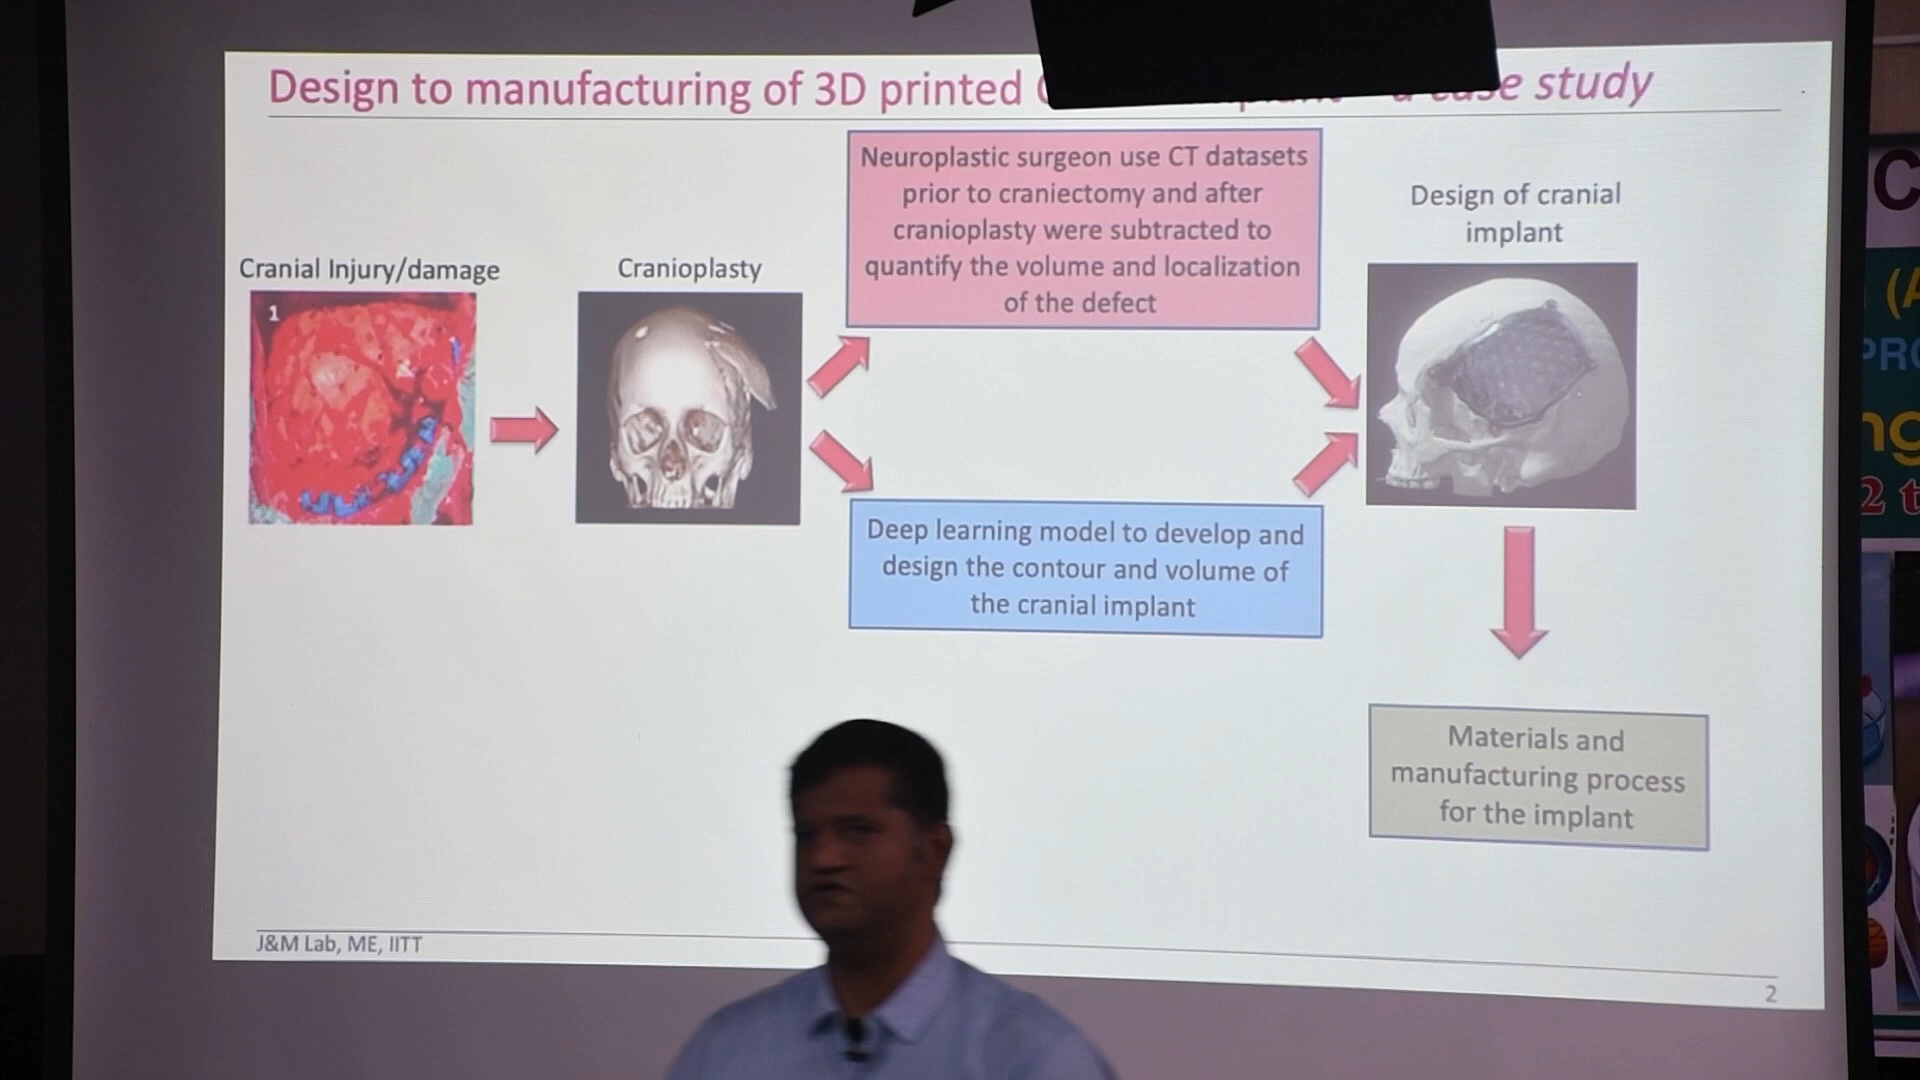 Design to manufacturing of 3D printed
study
Neuroplastic surgeon use CT datasets
prior to craniectomy and after
cranioplasty were subtracted to
quantify the volume and localization
of the defect
Design of cranial
implant
Cranial Injury/damage
Cranioplasty
1
Deep learning model to develop and
design the contour and volume of
the cranial implant
Materials and
manufacturing process
for the implant
J&M Lab, ME, IITT
2